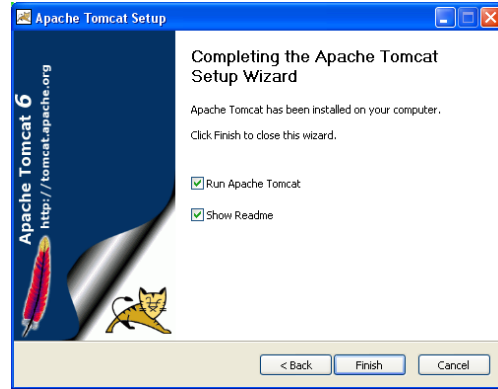 Apache Tomcat Setup
Apache Tomcat 6
http://tomcat.apache.org
Completing the Apache Tomcat
Setup Wizard
Apache Tomcat has been installed on your computer.
Click Finish to close this wizard.
Run Apache Tomcat
Show Readme
< Back
Finish
Cancel